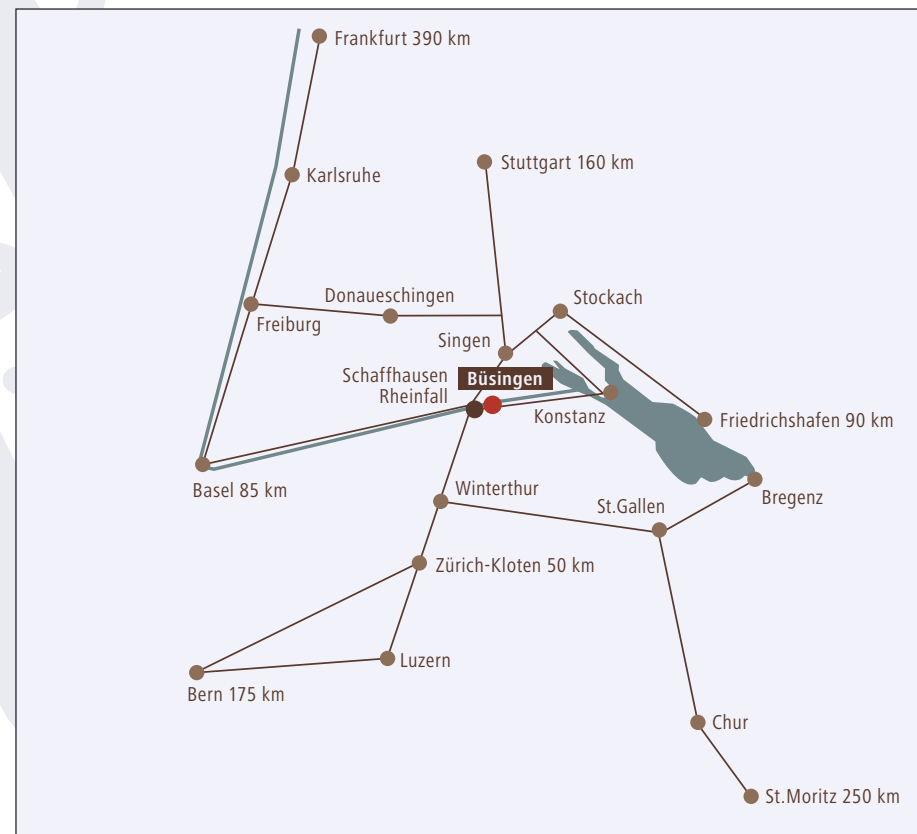 Frankfurt 390 km
Stuttgart 160 km
Karlsruhe
Donaueschingen
Stockach
Freiburg
Singen
Schaffhausen
Rheinfall
Büsingen
Konstanz
Friedrichshafen 90 km
Basel 85 km
Winterthur
Bregenz
St.Gallen
Zürich-Kloten 50 km
Luzern
Bern 175 km
Chur
St.Moritz 250 km